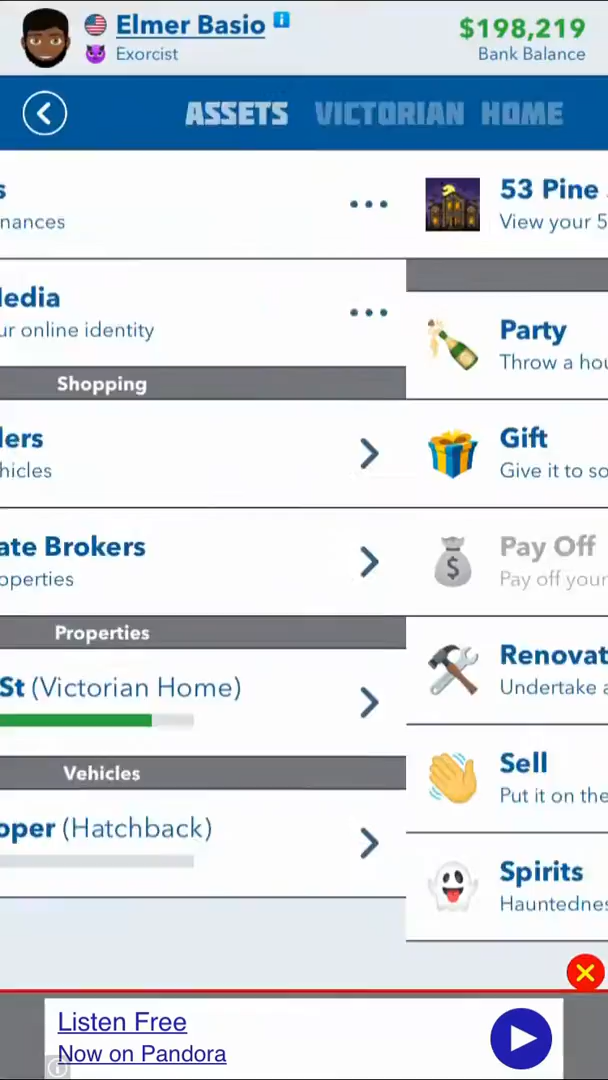 Elmer Basio
Exorcist
$198,219
Bank Balance
ASSETS VICTORIAN HOME
s
nances
ledia
ur online identity
Shopping
lers
hicles
ate Brokers
operties
Properties
St (Victorian Home)
Vehicles
oper (Hatchback)
53 Pine
View your 5
Party
Throw a hou
Gift
Give it to so
Pay Off
Pay off your
Renovat
Undertake a
Sell
Put it on the
Spirits
Hauntednes
Listen Free
Now on Pandora